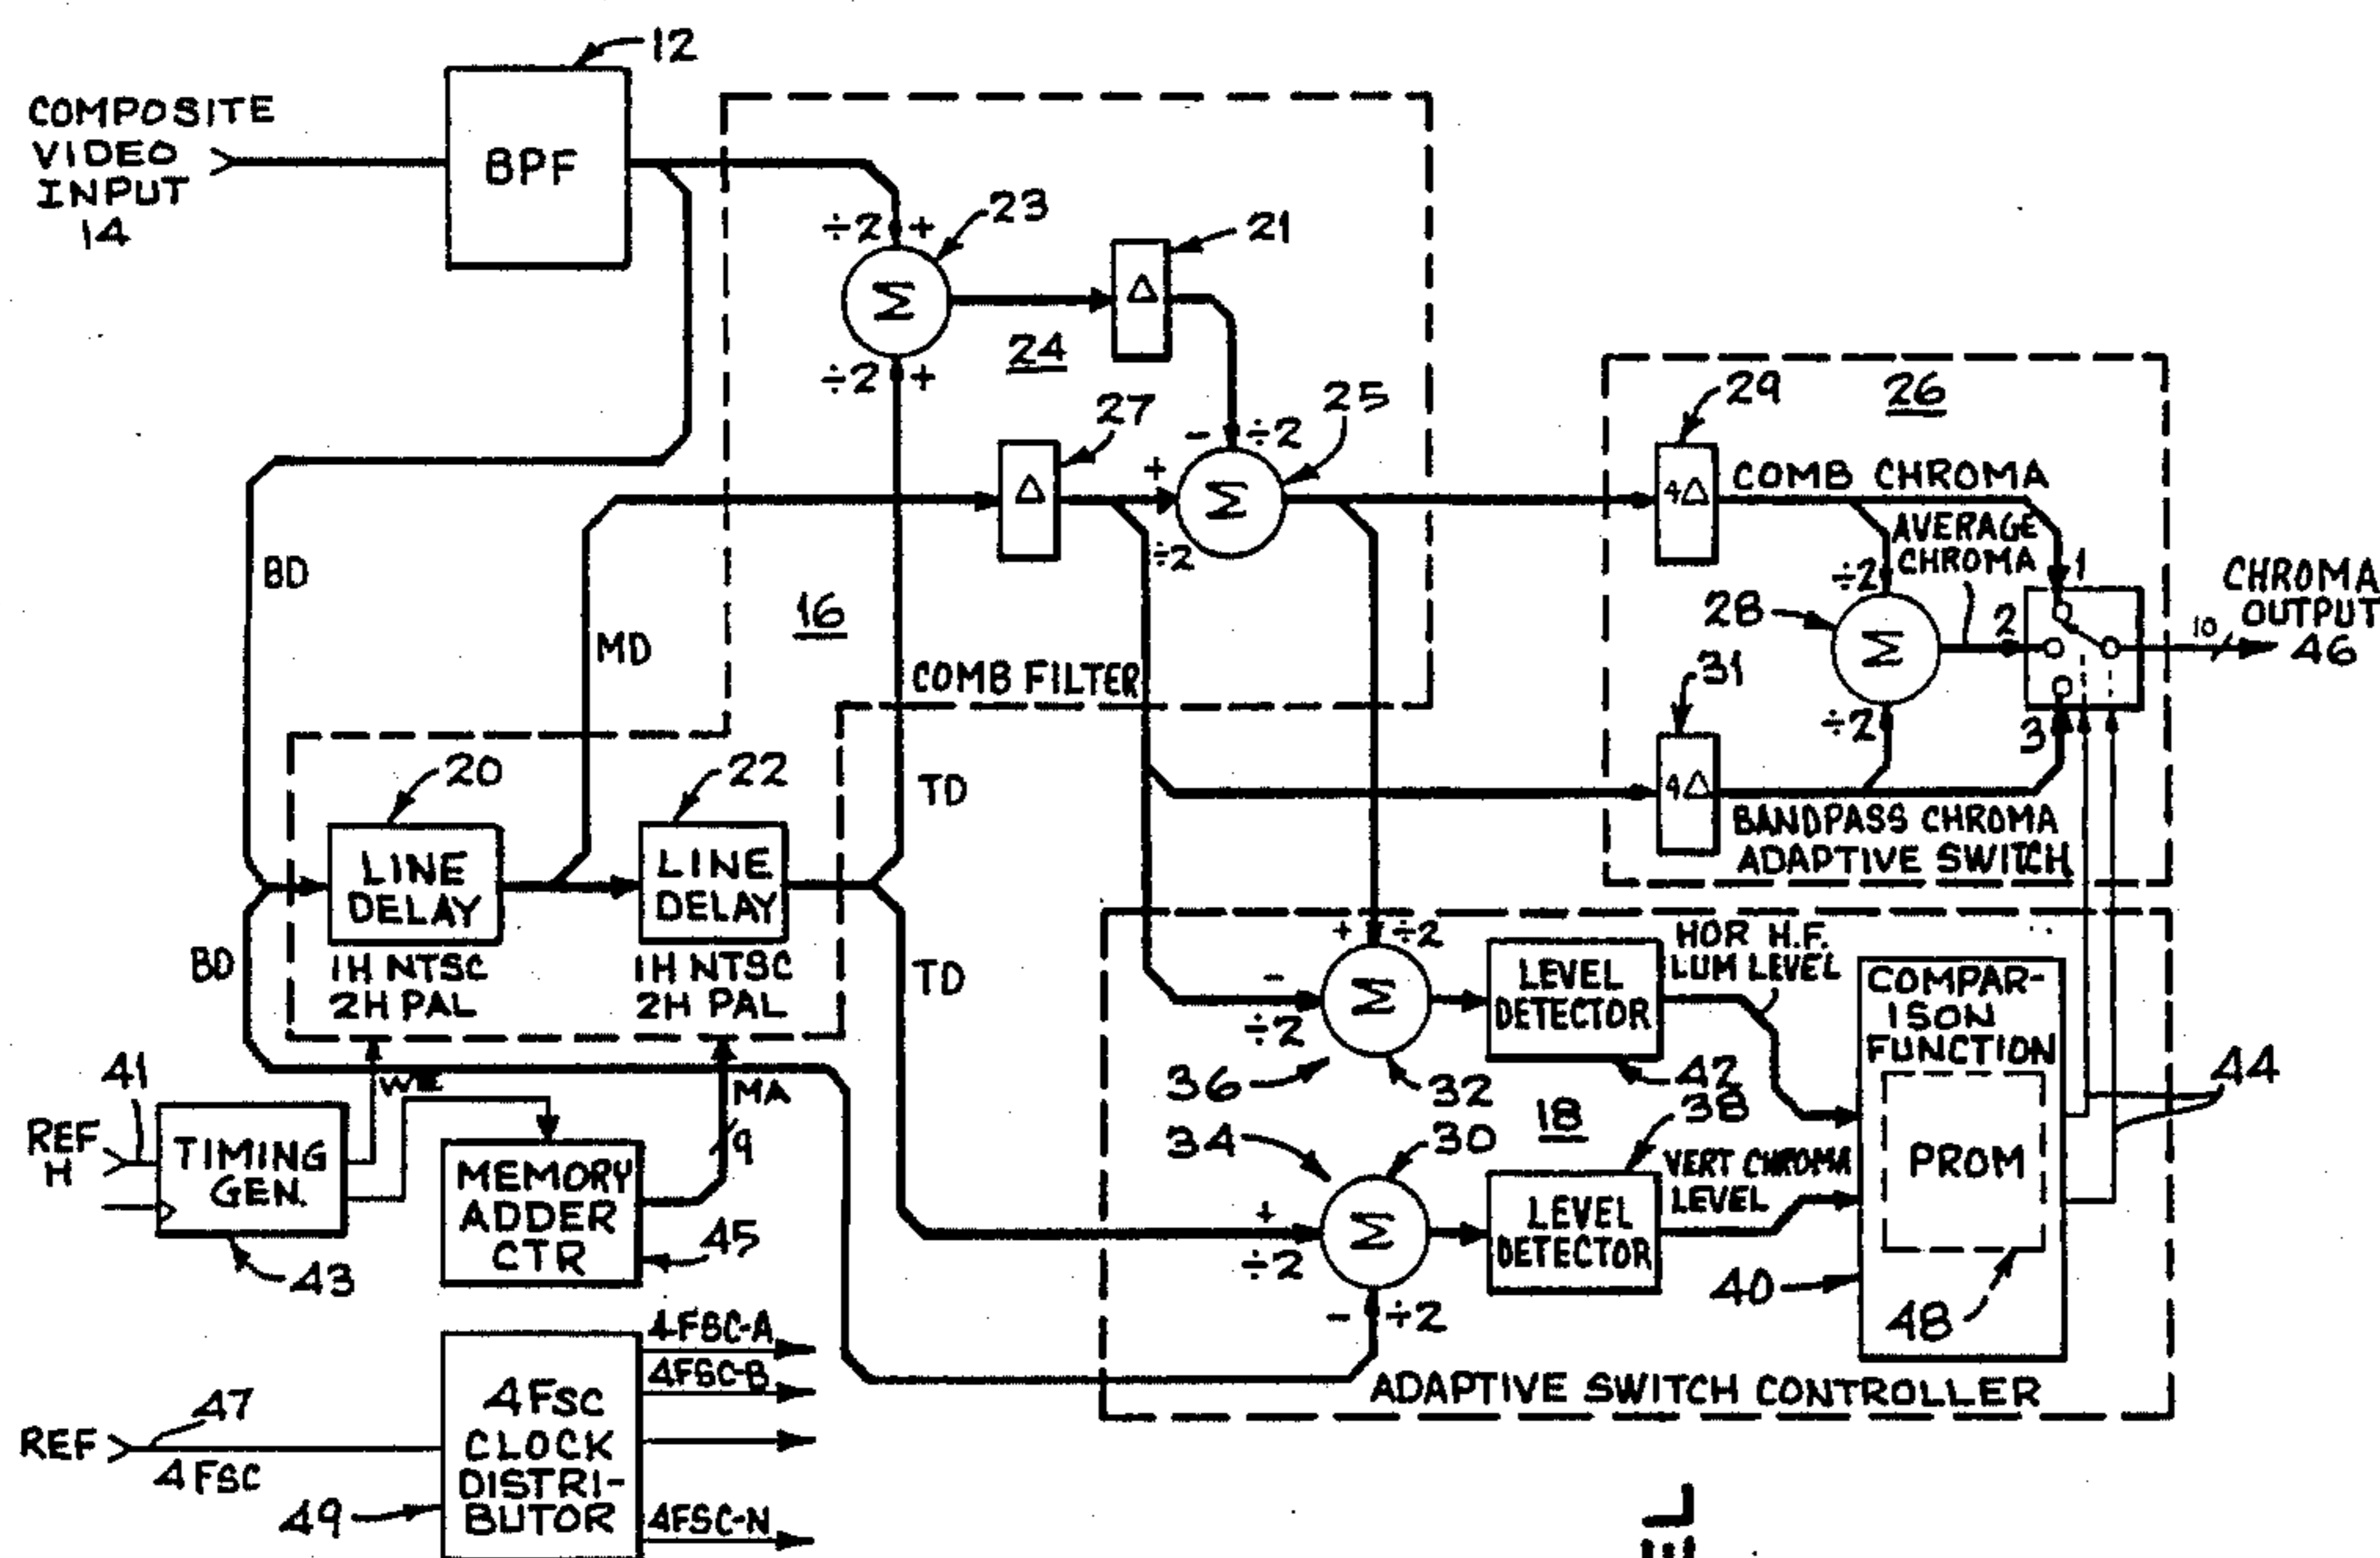 12
COMPOSITE
VIDEO
INPUT
14
BPF
÷2 +
23
21
Σ
Δ
24
÷2 +
27
25
29
26
- ÷2
+
Δ
Σ
÷2
4Δ
COMB CHROMA
AVERAGE
CHROMA
÷2
1
CHROMA
OUTPUT
46
10
28
Σ
2
31
÷2
3
4Δ
BANDPASS CHROMA
ADAPTIVE SWITCH
BD
MD
16
COMB FILTER
20
22
TD
LINE
DELAY
LINE
DELAY
1H NTSC
2H PAL
1H NTSC
2H PAL
BD
TD
+ ÷2
-
÷2
Σ
36
32
LEVEL
DETECTOR
HOR H.F.
LUM LEVEL
42
COMPAR-
ISON
FUNCTION
PROM
44
41
REF
H
TIMING
GEN.
43
WE
MA
9
MEMORY
ADDER
CTR
45
34
30
18
38
+
÷2
Σ
- ÷2
LEVEL
DETECTOR
VERT CHROMA
LEVEL
40
48
ADAPTIVE SWITCH CONTROLLER
47
REF
4FSC
49
4FSC
CLOCK
DISTRI-
BUTOR
4FSC-A
4FSC-B
4FSC-N